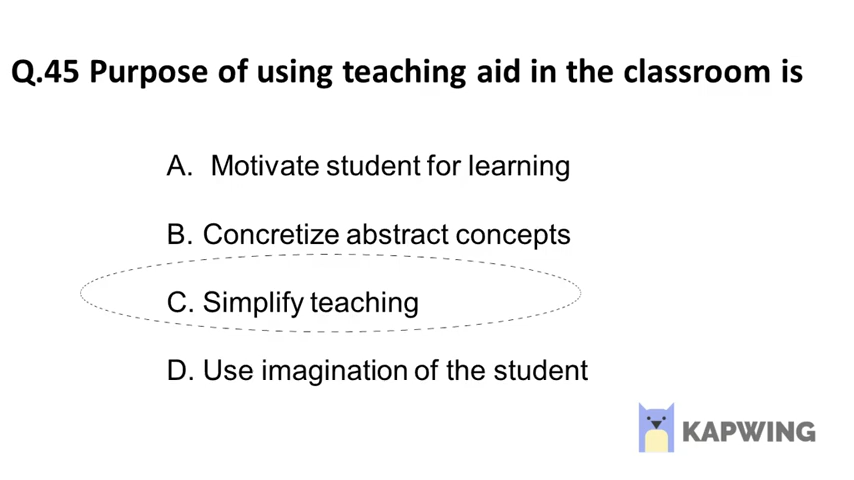 Q.45 Purpose of using teaching aid in the classroom is
A. Motivate student for learning
B. Concretize abstract concepts
C. Simplify teaching
D. Use imagination of the student
KAPWING